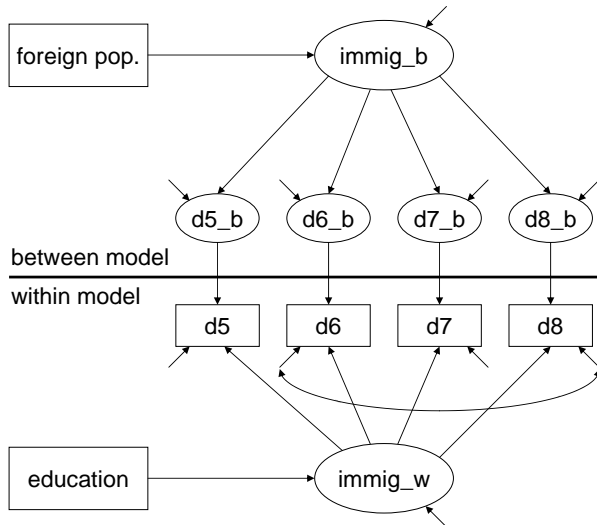 foreign pop.
immig_b
d5_b
d6_b
d7_b
d8_b
between model
within model
d5
d6
d7
d8
education
immig_w